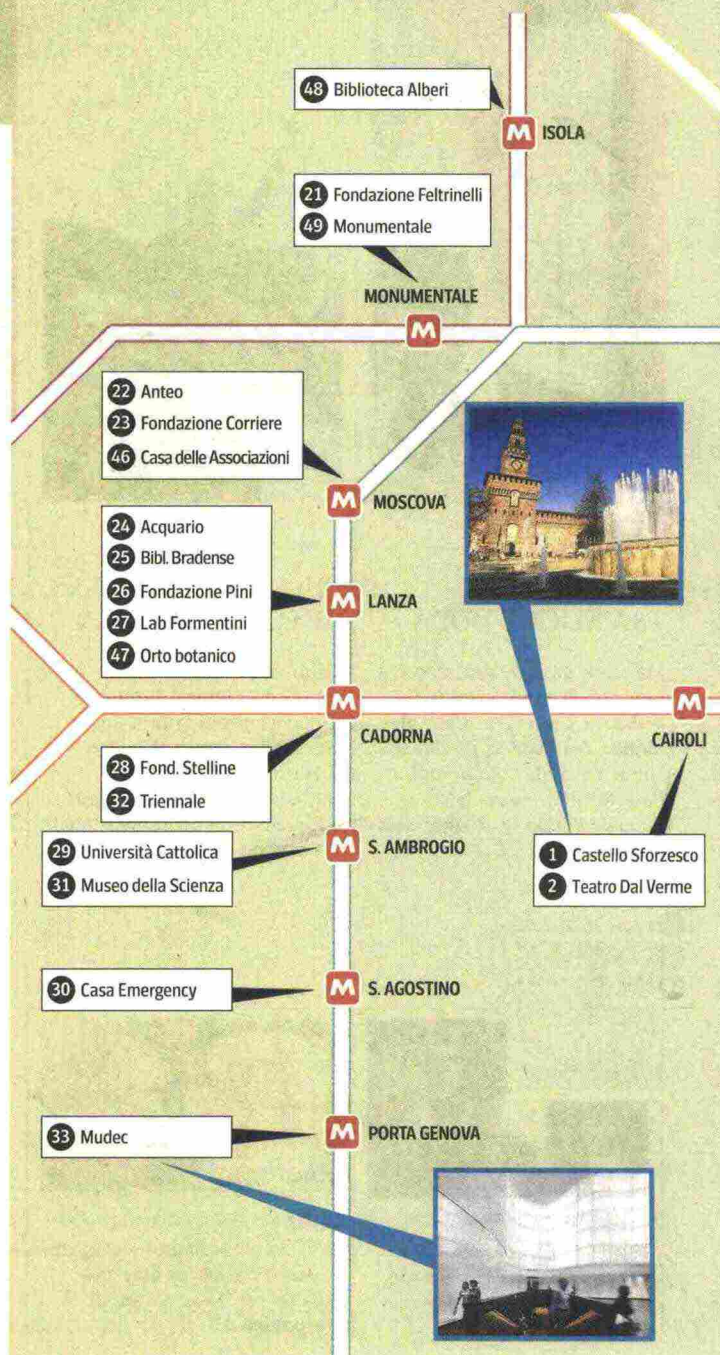 48 Biblioteca Alberi
M ISOLA
21 Fondazione Feltrinelli
49 Monumentale
MONUMENTALE
M
22 Anteo
23 Fondazione Corriere
46 Casa delle Associazioni
M MOSCOVA
24 Acquario
25 Bibl. Bradense
26 Fondazione Pini
27 Lab Formentini
47 Orto botanico
M LANZA
M
CADORNA
M
CAIROLI
28 Fond. Stelline
32 Triennale
29 Università Cattolica
31 Museo della Scienza
M S. AMBROGIO
1 Castello Sforzesco
2 Teatro Dal Verme
30 Casa Emergency
M S. AGOSTINO
33 Mudec
M PORTA GENOVA